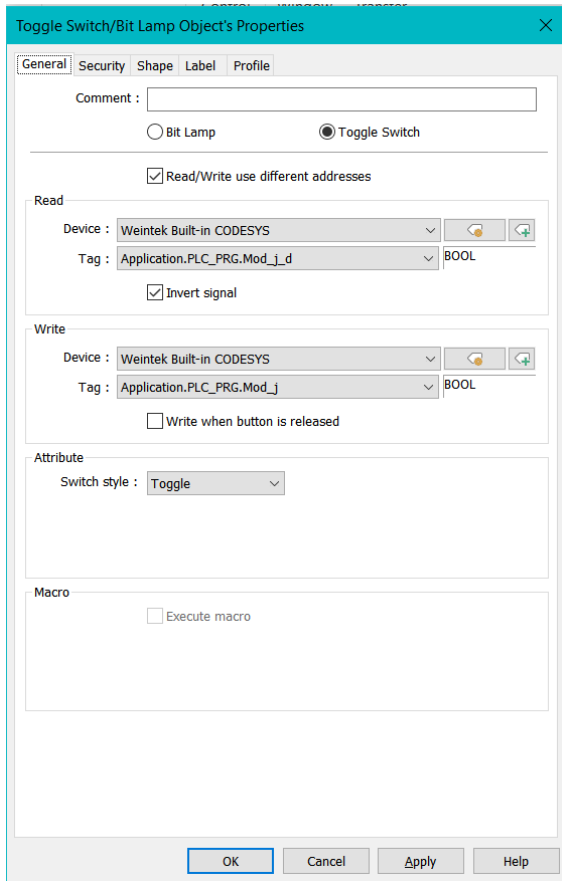 Toggle Switch/Bit Lamp Object's Properties
General Security Shape Label Profile
Comment :
Bit Lamp Toggle Switch
Read/Write use different addresses
Read
Device : Weintek Built-in CODESYS
Tag : Application.PLC_PRG.Mod_j_d BOOL
Invert signal
Write
Device : Weintek Built-in CODESYS
Tag : Application.PLC_PRG.Mod_j BOOL
Write when button is released
Attribute
Switch style : Toggle
Macro
Execute macro
OK Cancel Apply Help